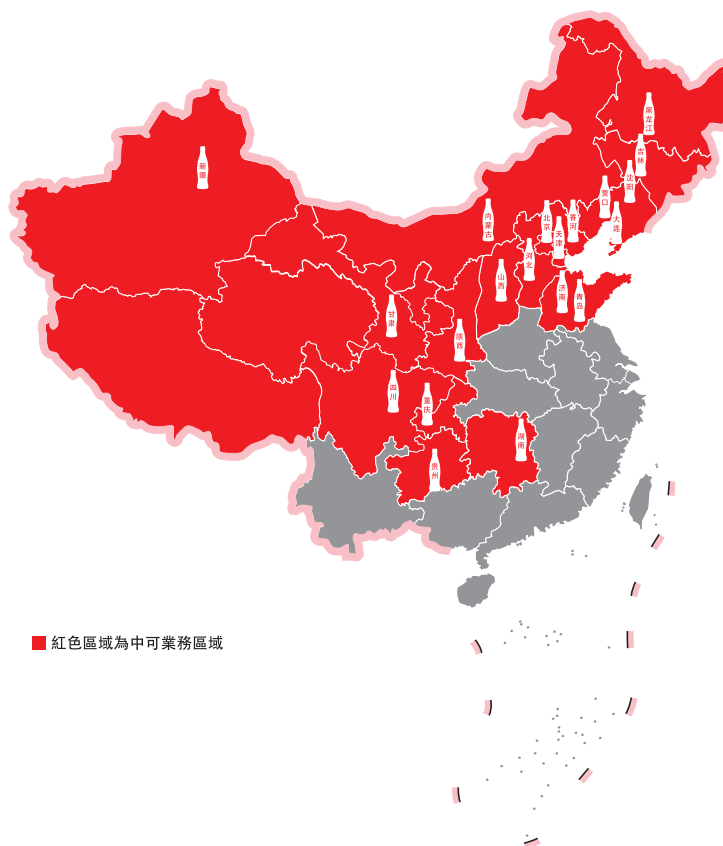 黑龙江
吉林
沈阳
营口
大连
新疆
内蒙古
北京
天津
香河
河北
山西
济南
青岛
甘肃
陕西
四川
重庆
湖南
贵州
紅色區域為中可業務區域